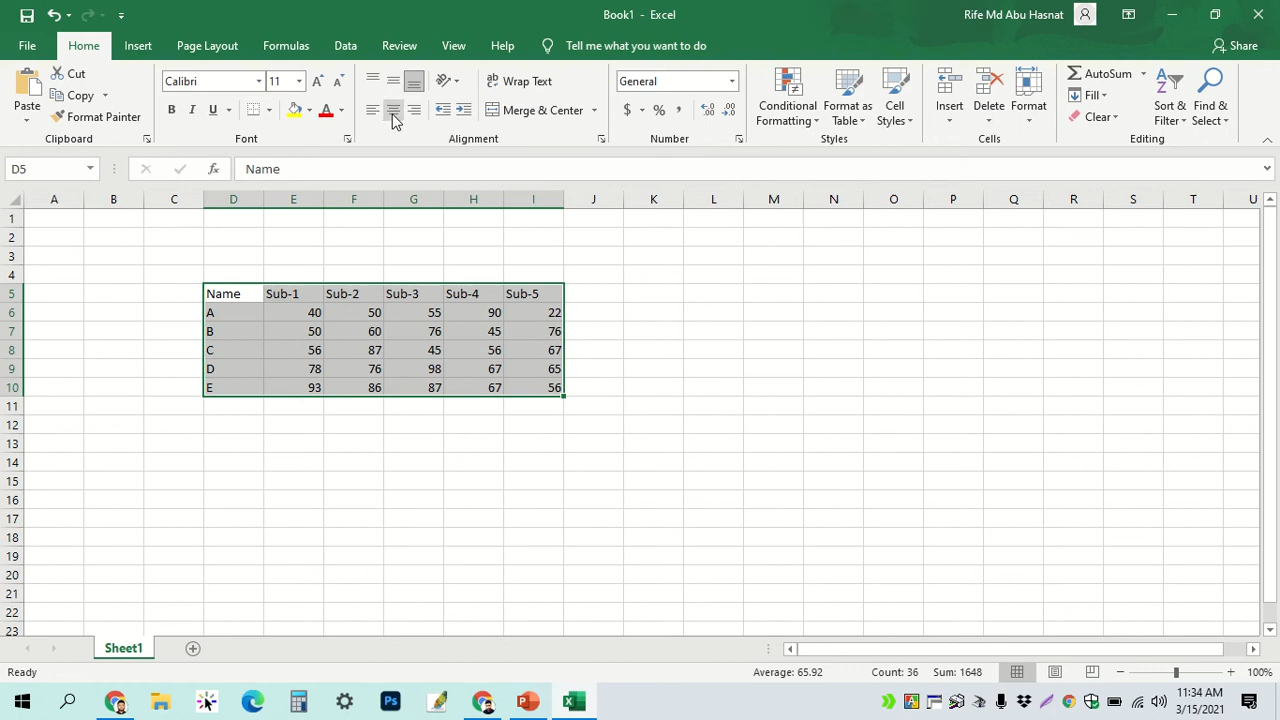 Book1 - Excel
Rife Md Abu Hasnat
File Home Insert Page Layout Formulas Data Review View Help Tell me what you want to do Share
Paste
Cut
Copy
Format Painter
Clipboard
Calibri 11
B I U A
Font
Wrap Text
Merge & Center
Alignment
General
$ % ,
Number
Conditional Formatting
Format as Table
Cell Styles
Styles
Insert
Delete
Format
Cells
AutoSum
Fill
Clear
Sort & Filter
Find & Select
Editing
D5 fx Name
A B C D E F G H I J K L M N O P Q R S T U
1
2
3
4
5 Name Sub-1 Sub-2 Sub-3 Sub-4 Sub-5
6 A 40 50 55 90 22
7 B 50 60 76 45 76
8 C 56 87 45 56 67
9 D 78 76 98 67 65
10 E 93 86 87 67 56
11
12
13
14
15
16
17
18
19
20
21
22
23
Sheet1
Ready Average: 65.92 Count: 36 Sum: 1648 100%
11:34 AM
3/15/2021